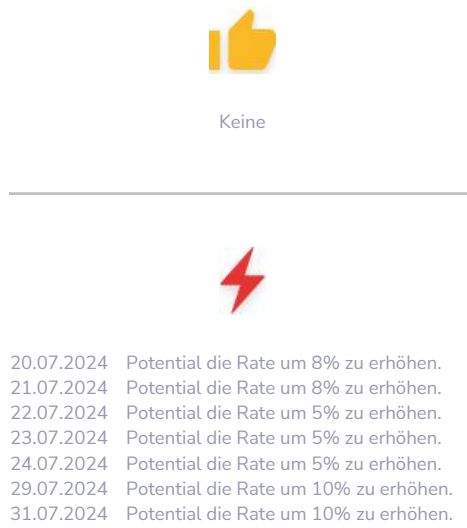 Keine
20.07.2024 Potential die Rate um 8% zu erhöhen.
21.07.2024 Potential die Rate um 8% zu erhöhen.
22.07.2024 Potential die Rate um 5% zu erhöhen.
23.07.2024 Potential die Rate um 5% zu erhöhen.
24.07.2024 Potential die Rate um 5% zu erhöhen.
29.07.2024 Potential die Rate um 10% zu erhöhen.
31.07.2024 Potential die Rate um 10% zu erhöhen.